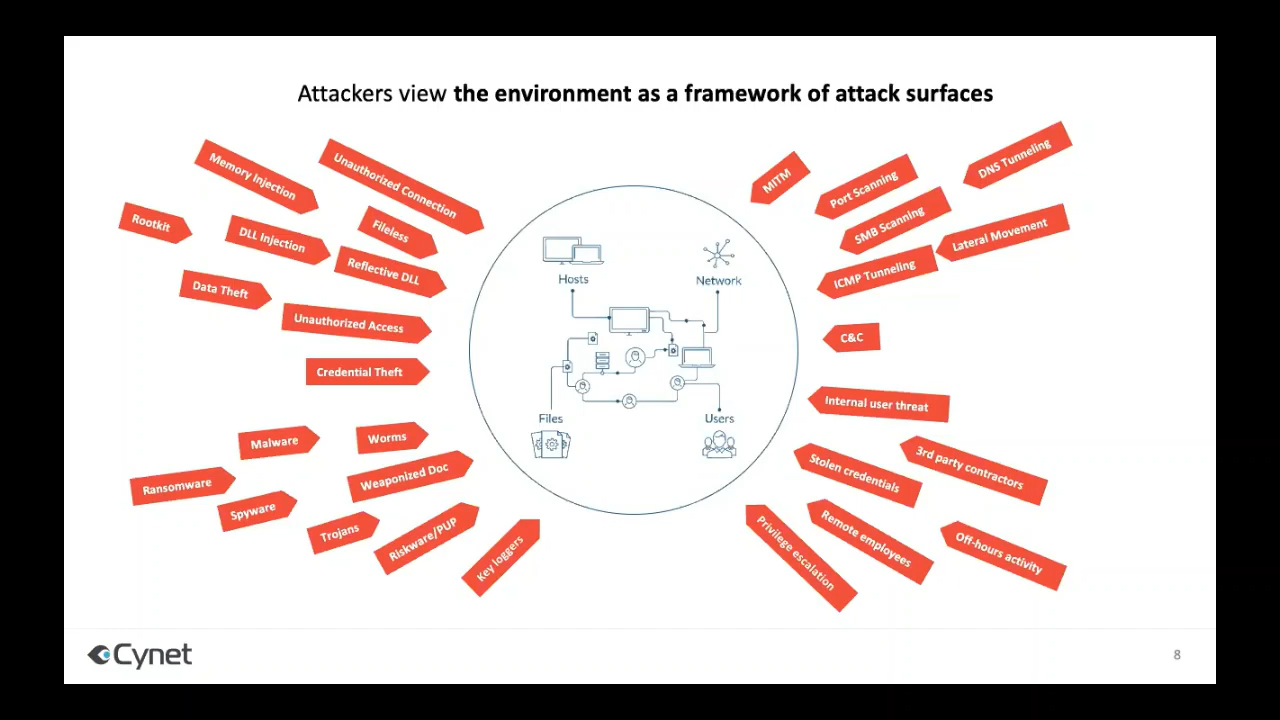 Attackers view the environment as a framework of attack surfaces
Memory Injection
Unauthorized Connection
Rootkit
DLL Injection
Fileless
Reflective DLL
Data Theft
Unauthorized Access
Credential Theft
Malware
Worms
Ransomware
Weaponized Doc
Spyware
Trojans
Riskware/PUP
Key loggers
Hosts
Network
Files
Users
MITM
Port Scanning
DNS Tunneling
SMB Scanning
Lateral Movement
ICMP Tunneling
C&C
Internal user threat
Stolen credentials
3rd party contractors
Privilege escalation
Remote employees
Off-hours activity
Cynet
8